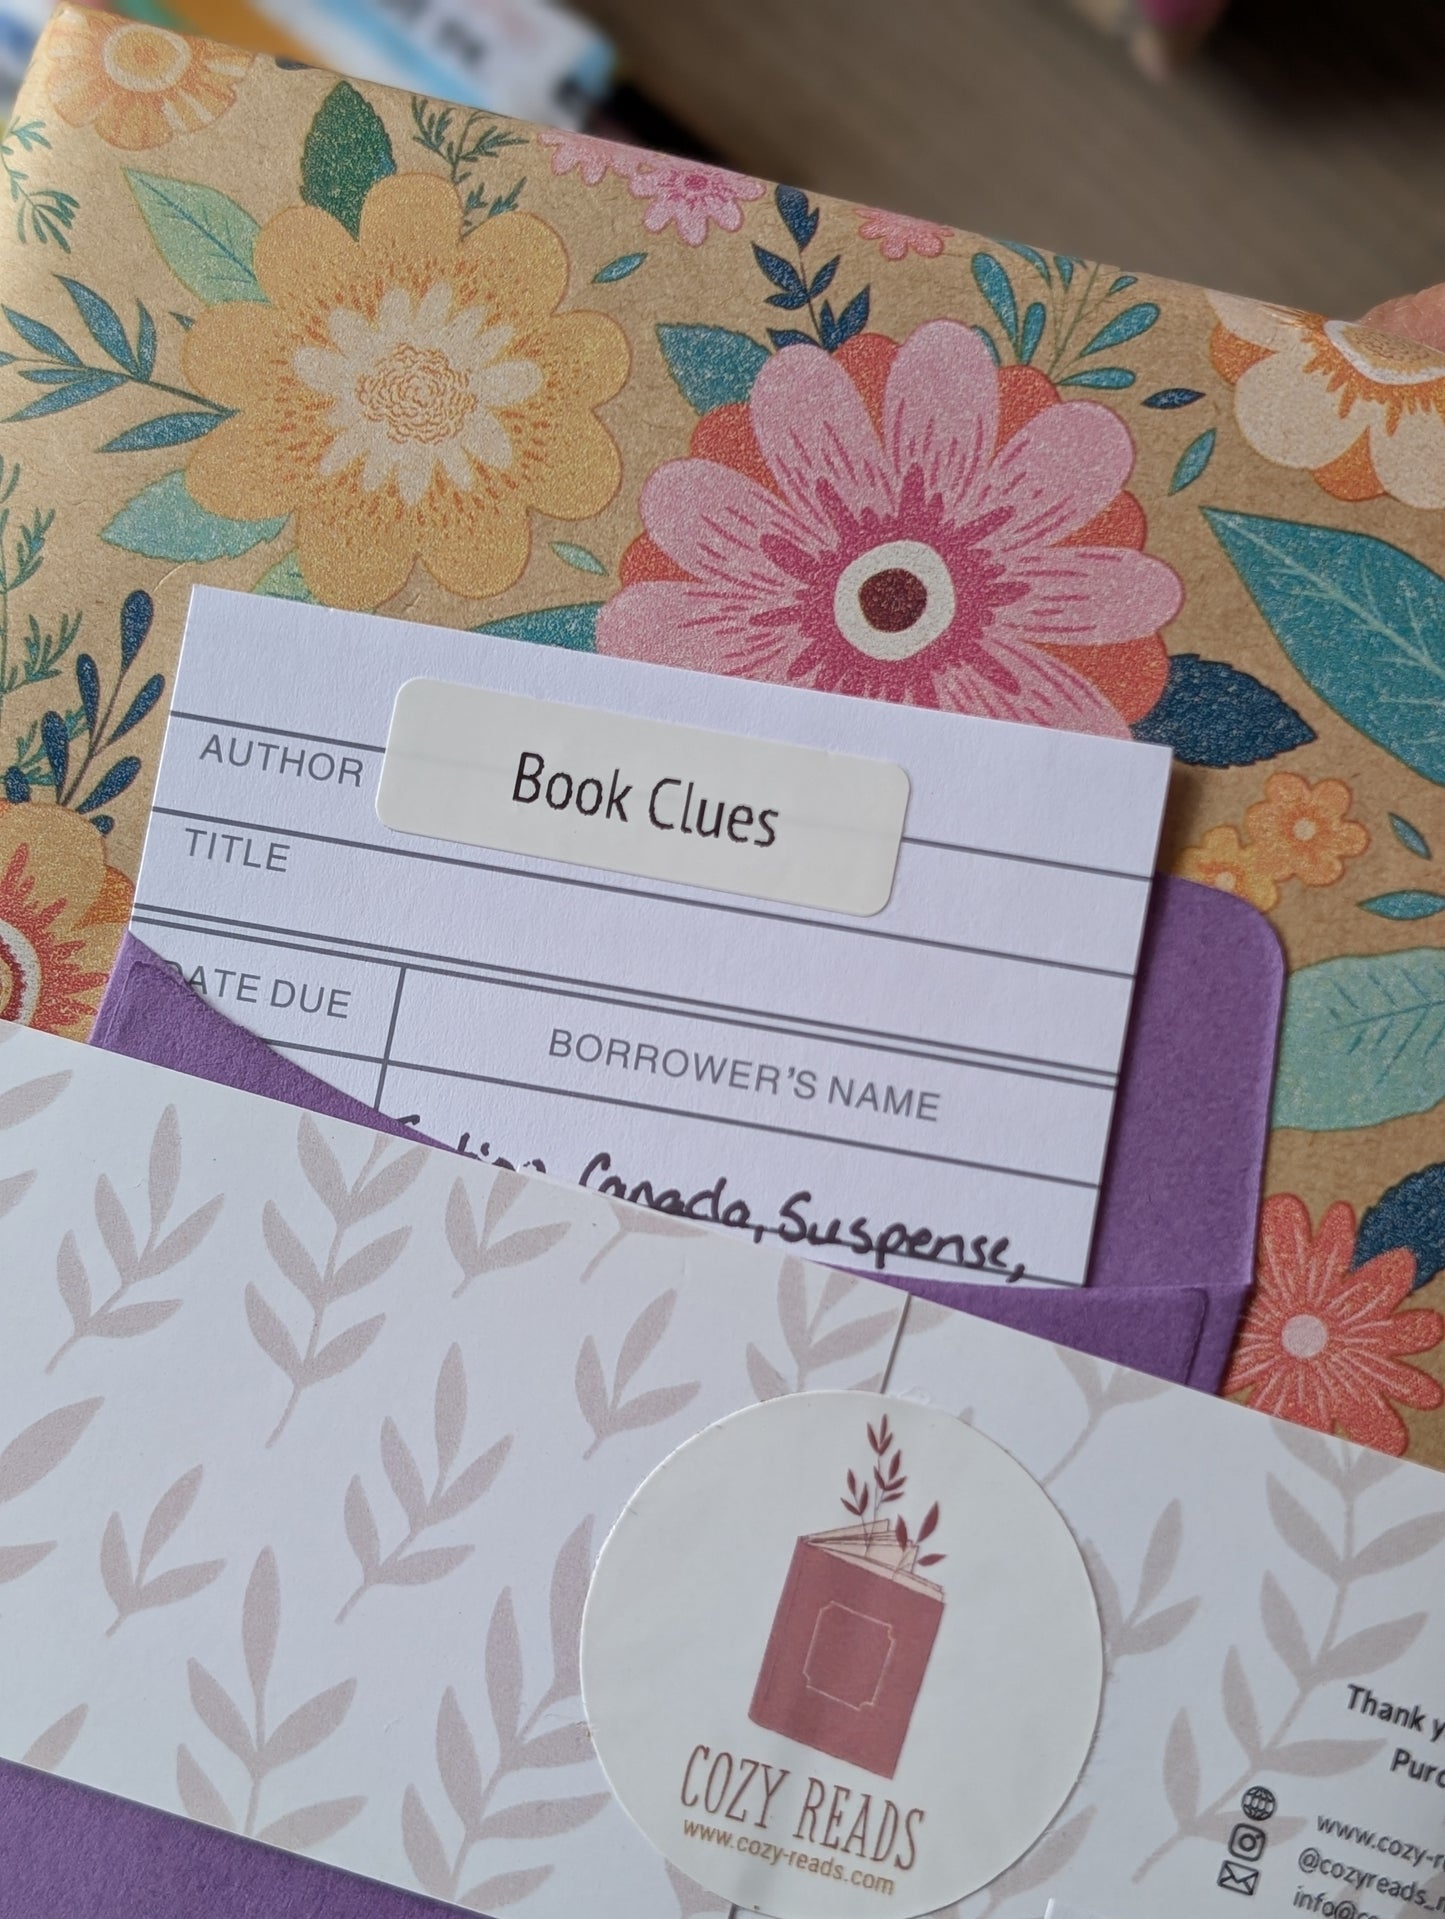 Book Clues
AUTHOR
TITLE
DATE DUE
BORROWER'S NAME
Canada, Suspense,
COZY READS
www.cozy-reads.com
Thank
www.cozy-r
@cozyreads_
info@